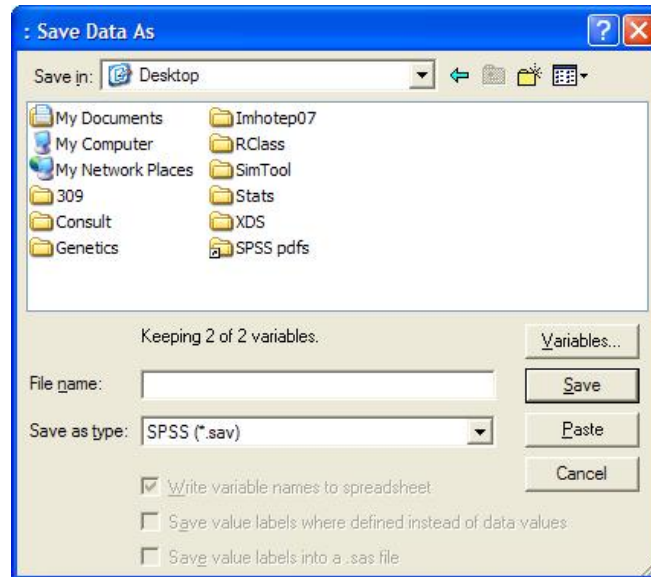 : Save Data As
Save in: Desktop
My Documents
My Computer
My Network Places
309
Consult
Genetics
Imhotep07
RClass
SimTool
Stats
XDS
SPSS pdfs
Keeping 2 of 2 variables.
Variables...
File name:
Save
Save as type: SPSS (*.sav)
Paste
Cancel
Write variable names to spreadsheet
Save value labels where defined instead of data values
Save value labels into a .sas file